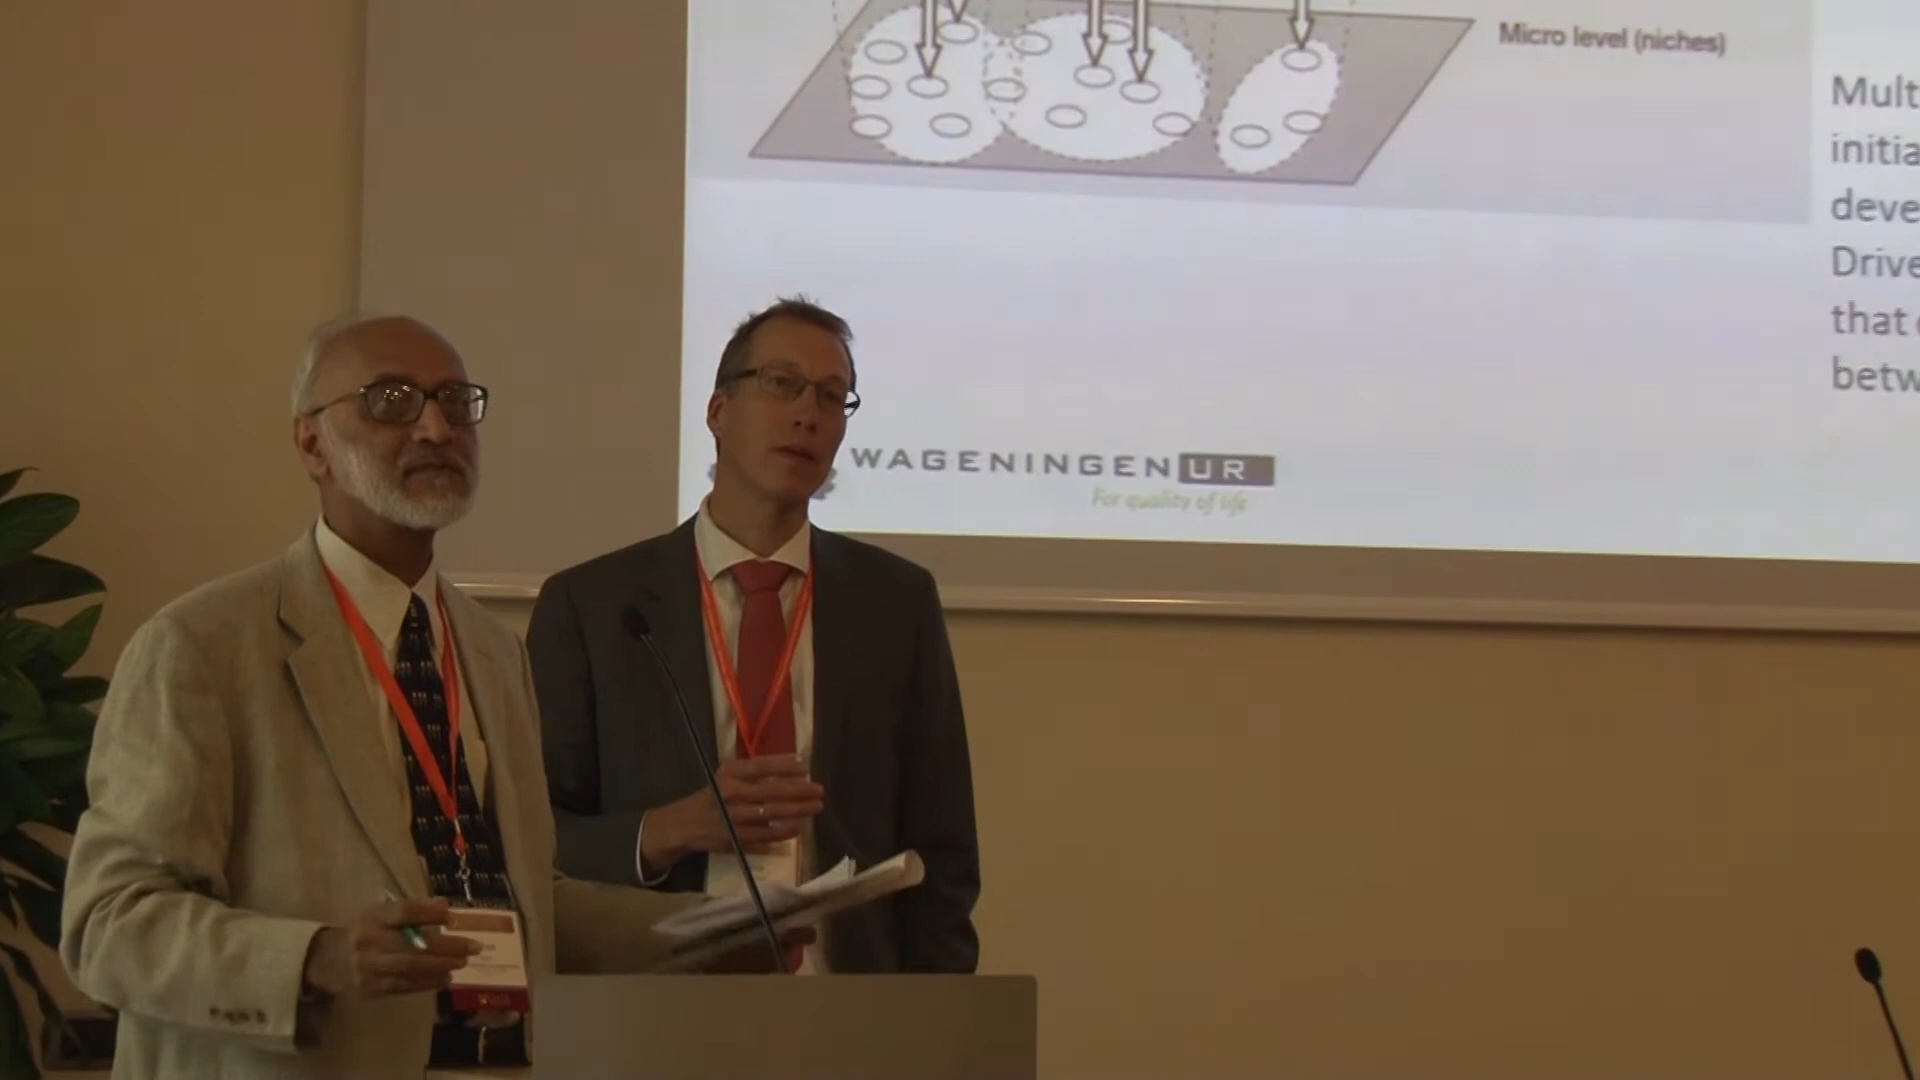 Micro level (niches)
Mult
initia
deve
Drive
that
betw
WAGENINGEN UR
For quality of life